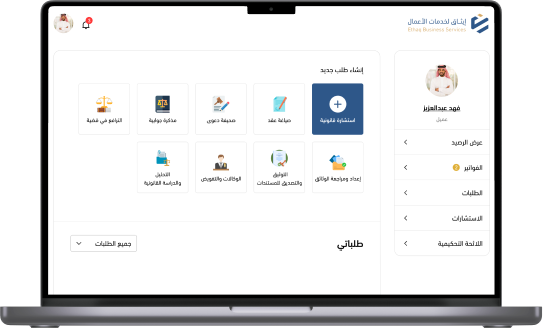 إيثاق لخدمات الأعمال
Ethaq Business Services
1
فهد عبدالعزيز
عميل
عرض الرصيد
الفواتير 2
الطلبات
الاستشارات
اللائحة التحكيمية
إنشاء طلب جديد
استشارة قانونية
صياغة عقد
صحيفة دعوى
مذكرة جوابية
الترافع في قضية
إعداد ومراجعة الوثائق
التوثيق
والتصديق للمستندات
الوكالات والتفويض
التحليل
والدراسة القانونية
طلباتي
جميع الطلبات